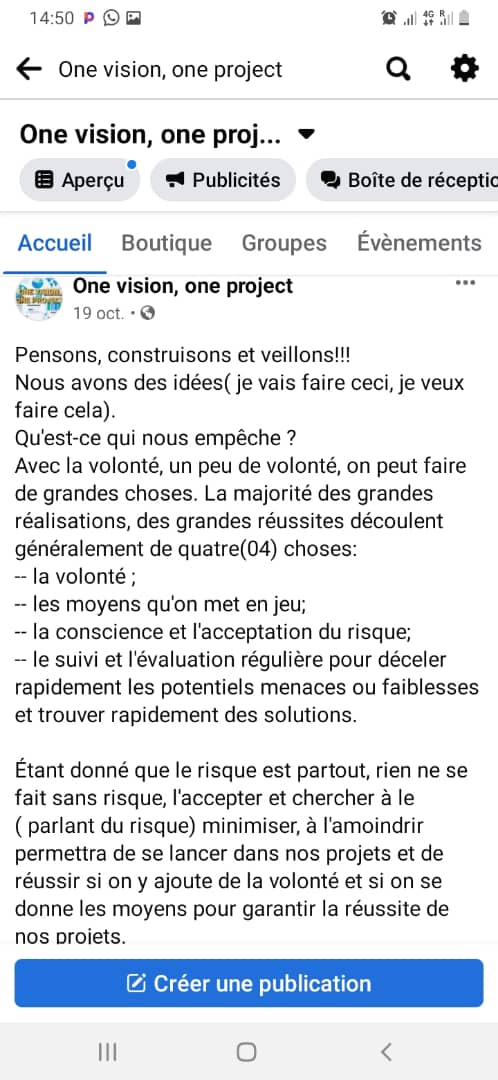 14:50
4G R
One vision, one project
One vision, one proj...
Aperçu
Publicités
Boîte de réceptic
Accueil
Boutique
Groupes
Évènements
ONE VISION,
ONE PROJECT
One vision, one project
19 oct.
Pensons, construisons et veillons!!!
Nous avons des idées( je vais faire ceci, je veux
faire cela).
Qu'est-ce qui nous empêche ?
Avec la volonté, un peu de volonté, on peut faire
de grandes choses. La majorité des grandes
réalisations, des grandes réussites découlent
généralement de quatre(04) choses:
-- la volonté ;
-- les moyens qu'on met en jeu;
-- la conscience et l'acceptation du risque;
-- le suivi et l'évaluation régulière pour déceler
rapidement les potentiels menaces ou faiblesses
et trouver rapidement des solutions.
Étant donné que le risque est partout, rien ne se
fait sans risque, l'accepter et chercher à le
( parlant du risque) minimiser, à l'amoindrir
permettra de se lancer dans nos projets et de
réussir si on y ajoute de la volonté et si on se
donne les moyens pour garantir la réussite de
nos projets.
Créer une publication